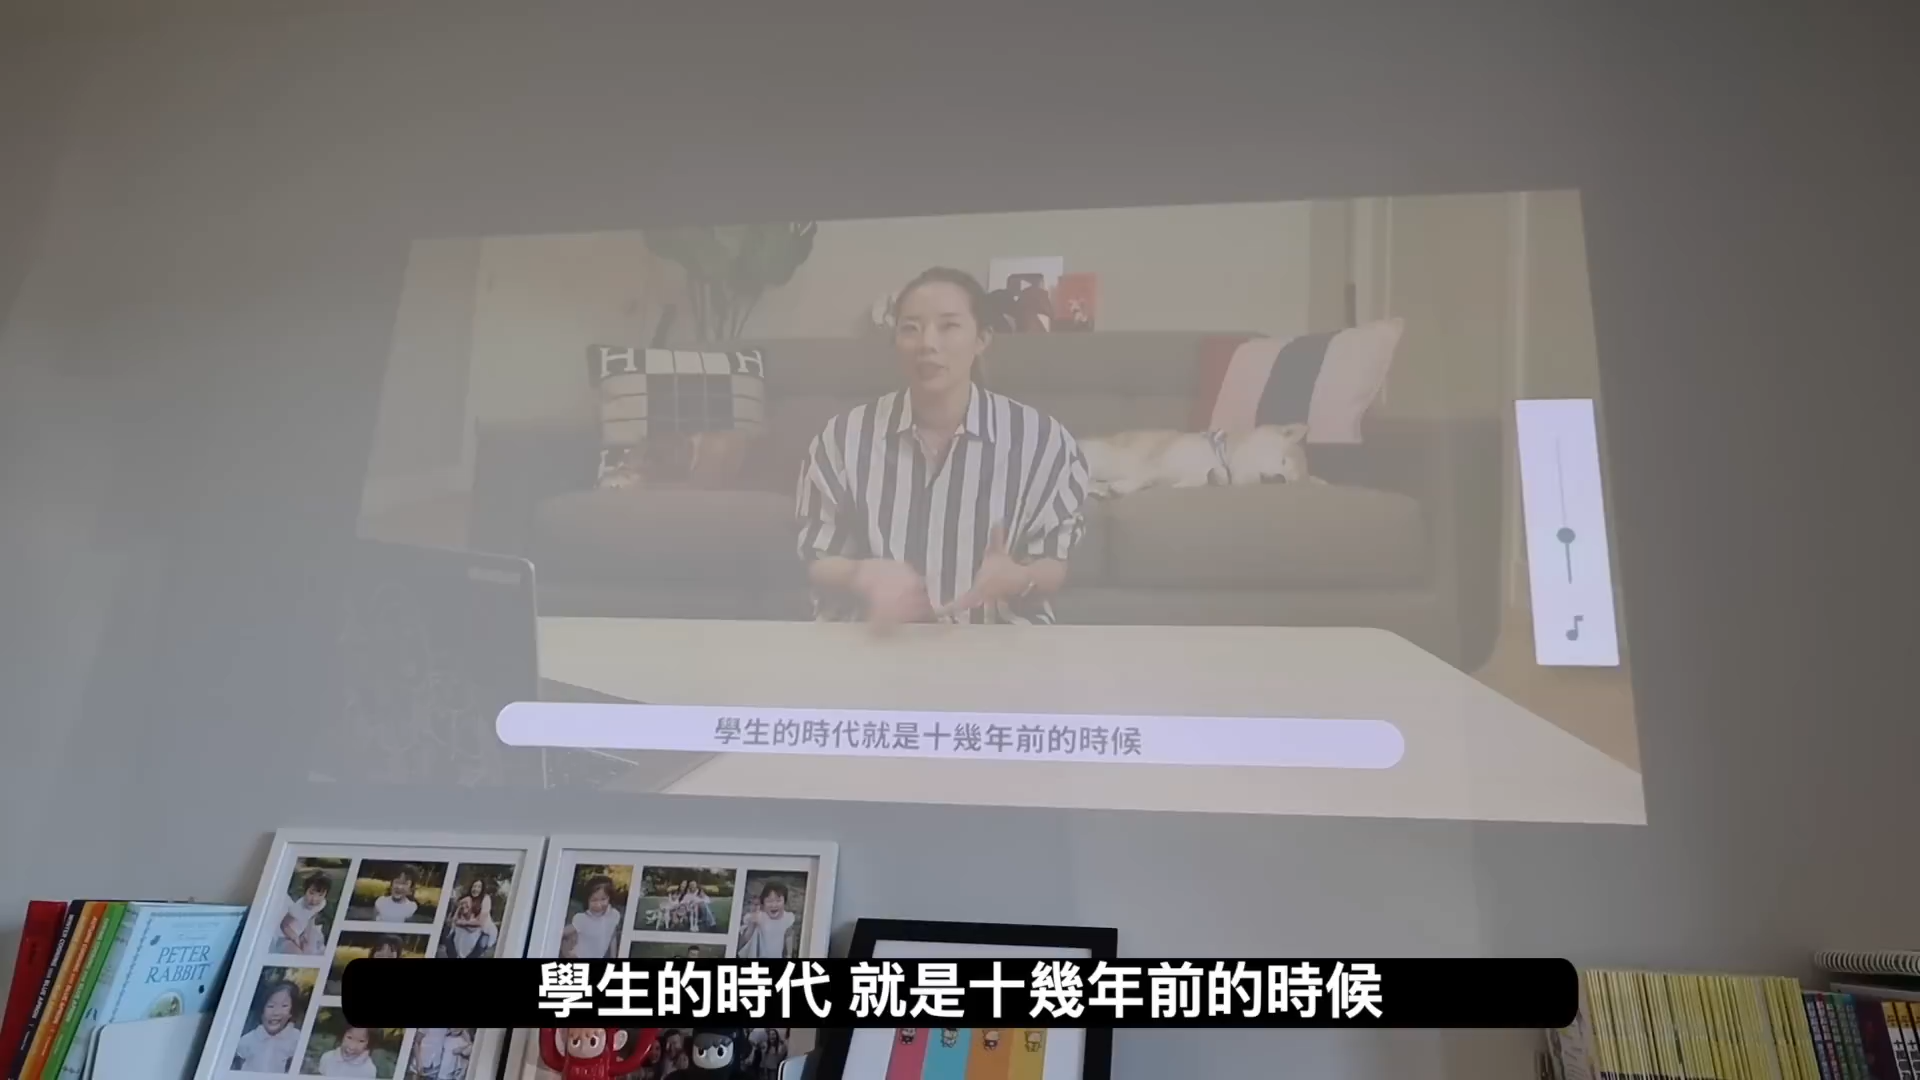 H H
學生的時代就是十幾年前的時候
PETER
RABBIT
學生的時代 就是十幾年前的時候